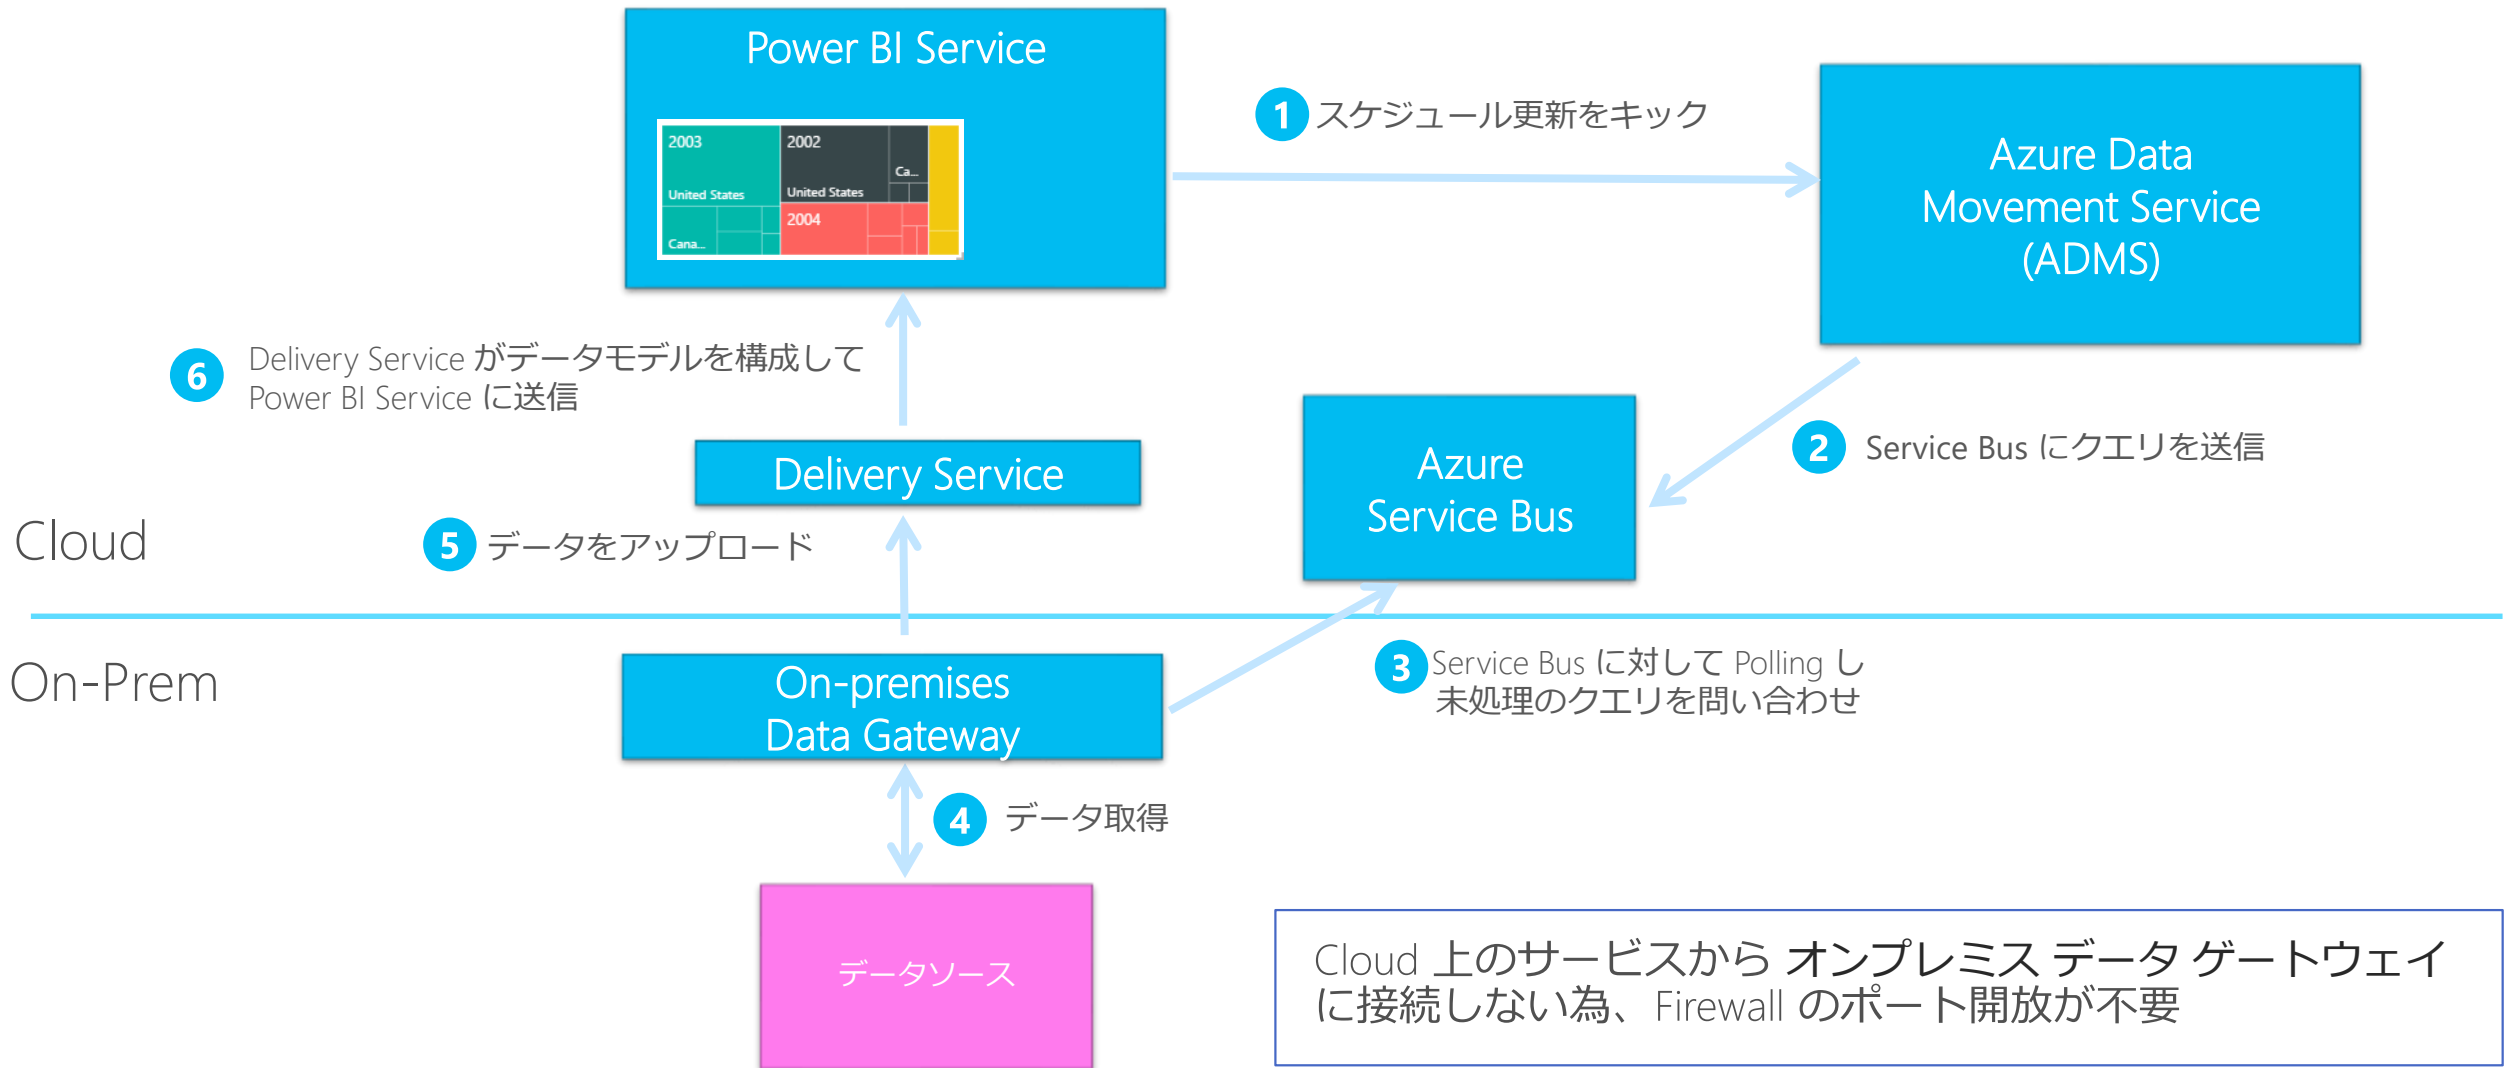 Power BI Service
2003
United States
Cana...
2002
United States
Ca...
2004
1 スケジュール更新をキック
Azure Data
Movement Service
(ADMS)
6 Delivery Service がデータモデルを構成して
Power BI Service に送信
2 Service Bus にクエリを送信
Azure
Service Bus
Delivery Service
Cloud
5 データをアップロード
On-Prem
On-premises
Data Gateway
3 Service Bus に対して Polling し
未処理のクエリを問い合わせ
4 データ取得
データソース
Cloud 上のサービスから オンプレミス データ ゲートウェイ
に接続しない為、Firewall のポート開放が不要